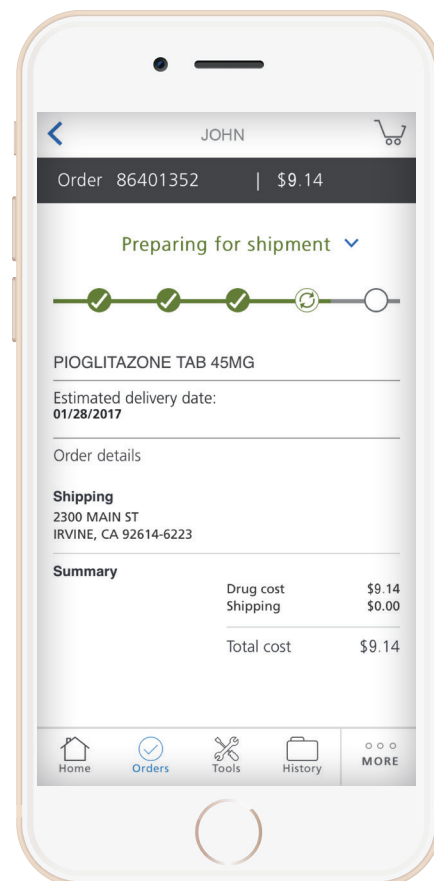 JOHN
Order 86401352 | $9.14
Preparing for shipment
PIOGLITAZONE TAB 45MG
Estimated delivery date:
01/28/2017
Order details
Shipping
2300 MAIN ST
IRVINE, CA 92614-6223
Summary
Drug cost $9.14
Shipping $0.00
Total cost $9.14
Home Orders Tools History MORE